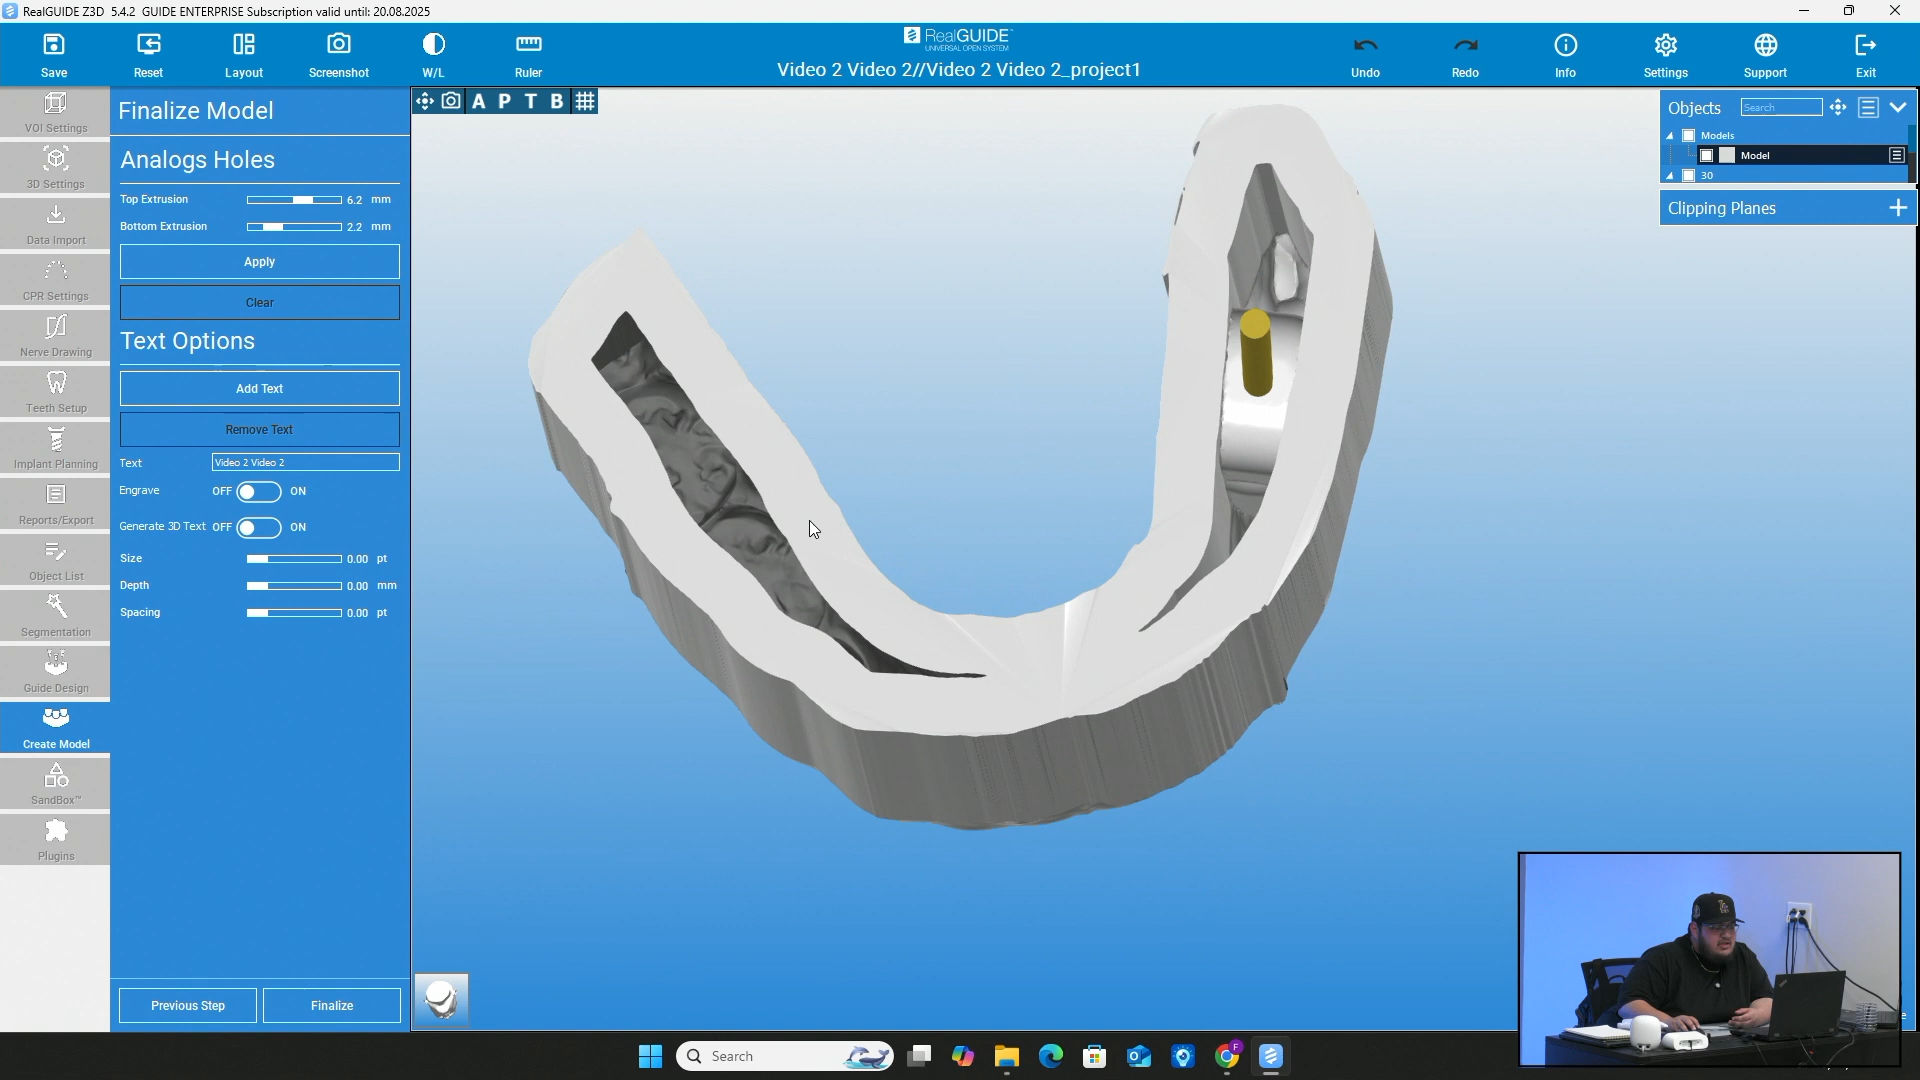 RealGUIDE Z3D 5.4.2 GUIDE ENTERPRISE Subscription valid until: 20.08.2025
Save
Reset
Layout
Screenshot
W/L
Ruler
RealGUIDE
UNIVERSAL OPEN SYSTEM
Video 2 Video 2//Video 2 Video 2_project1
Undo
Redo
Info
Settings
Support
Exit
VOI Settings
3D Settings
Data Import
CPR Settings
Nerve Drawing
Teeth Setup
Implant Planning
Reports/Export
Object List
Segmentation
Guide Design
Create Model
SandBox™
Plugins
Finalize Model
Analogs Holes
Top Extrusion 6.2 mm
Bottom Extrusion 2.2 mm
Apply
Clear
Text Options
Add Text
Remove Text
Text Video 2 Video 2
Engrave OFF ON
Generate 3D Text OFF ON
Size 0.00 pt
Depth 0.00 mm
Spacing 0.00 pt
Previous Step
Finalize
A P T B
Objects Search
Models
Model
30
Clipping Planes
Search
F